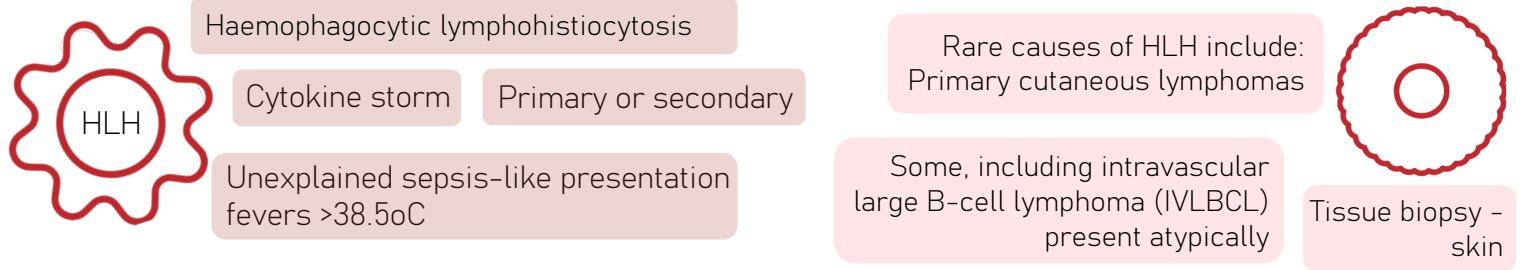 HLH
Haemophagocytic lymphohistiocytosis
Cytokine storm
Primary or secondary
Unexplained sepsis-like presentation
fevers >38.5oC
Rare causes of HLH include:
Primary cutaneous lymphomas
Some, including intravascular
large B-cell lymphoma (IVLBCL)
present atypically
Tissue biopsy -
skin